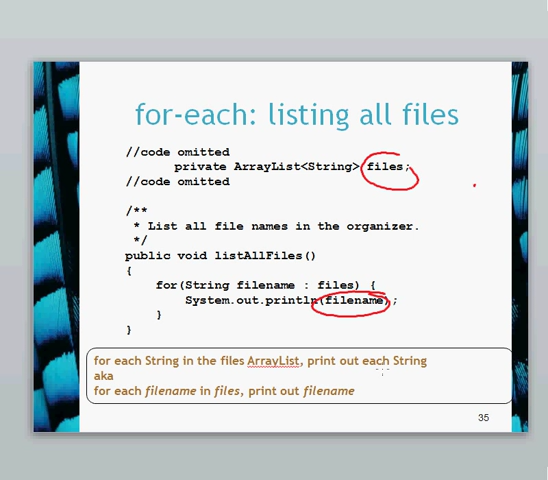 for-each: listing all files
//code omitted
private ArrayList<String> files;
//code omitted
/**
* List all file names in the organizer.
*/
public void listAllFiles()
{
for(String filename : files) {
System.out.println(filename);
}
}
for each String in the files ArrayList, print out each String
aka
for each filename in files, print out filename
35